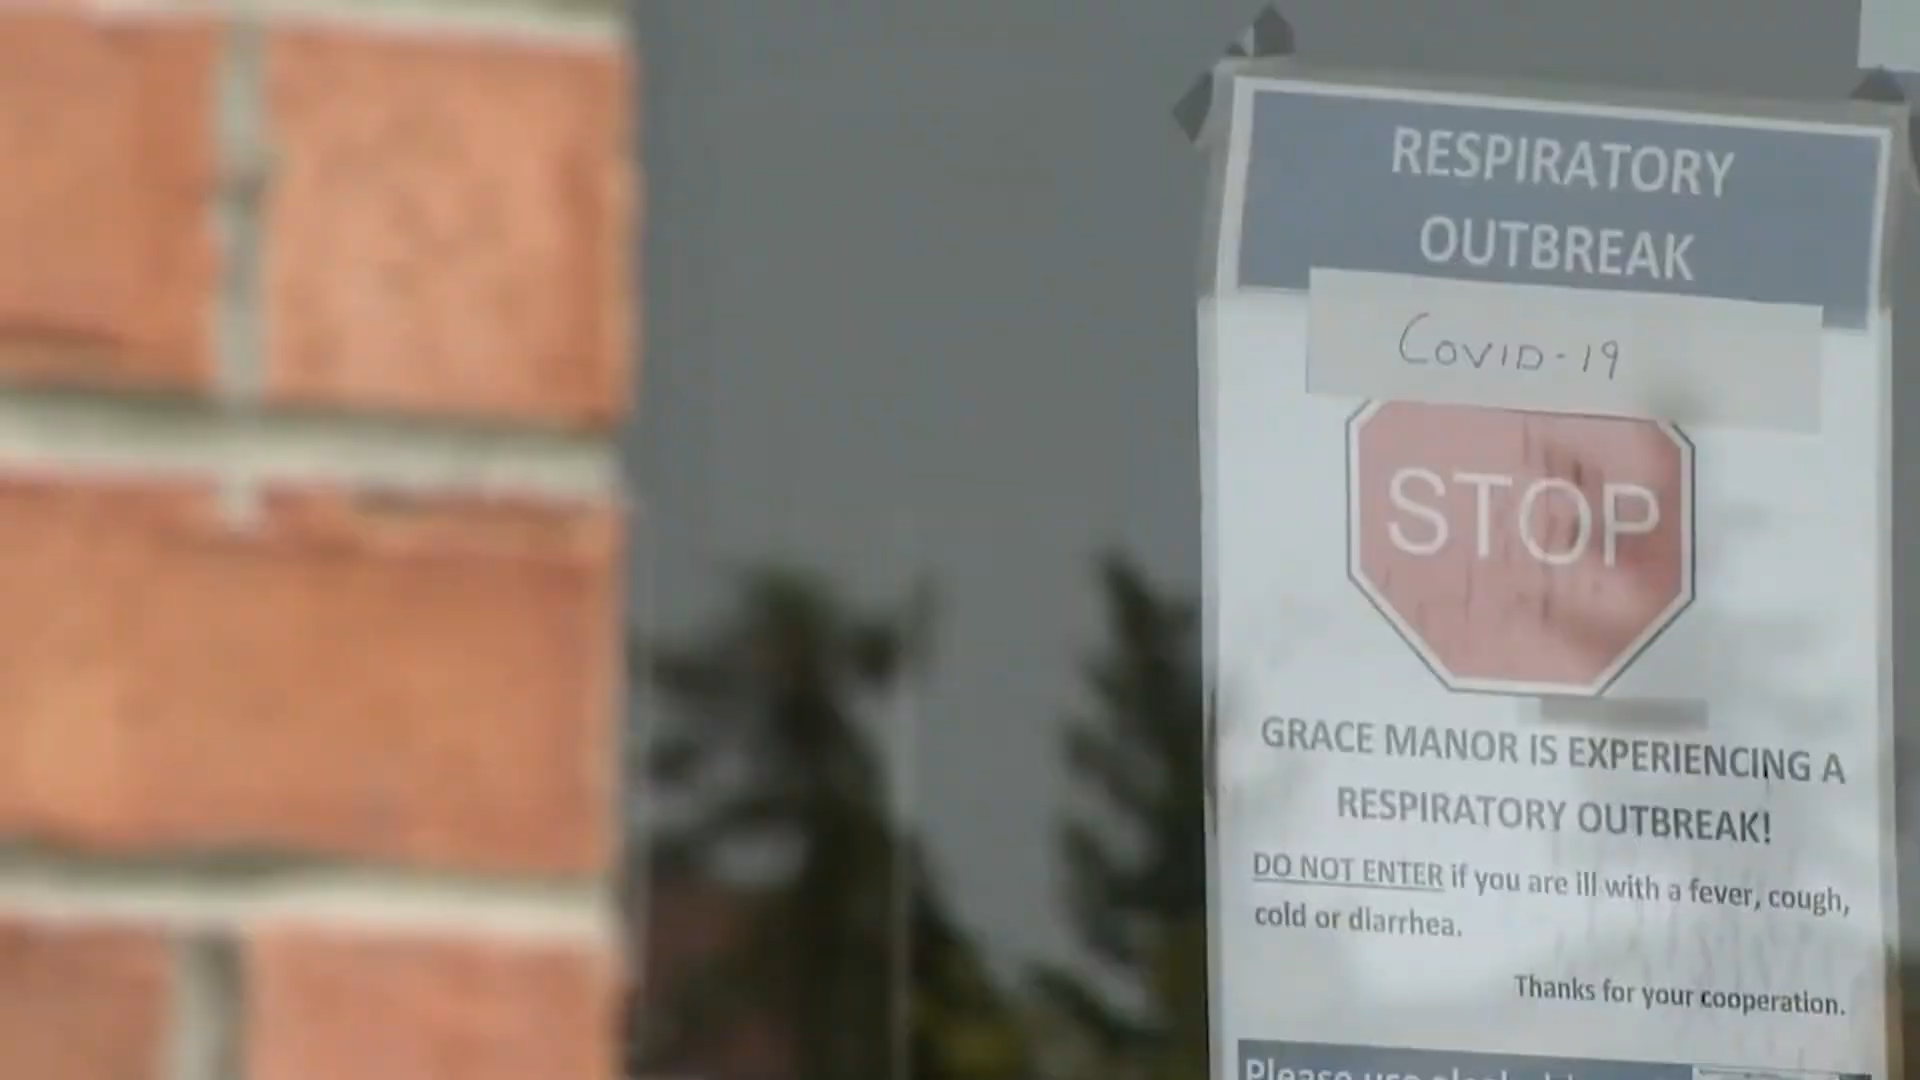 RESPIRATORY
OUTBREAK
COVID-19
STOP
GRACE MANOR IS EXPERIENCING A
RESPIRATORY OUTBREAK!
DO NOT ENTER if you are ill with a fever, cough,
cold or diarrhea.
Thanks for your cooperation.
Please use